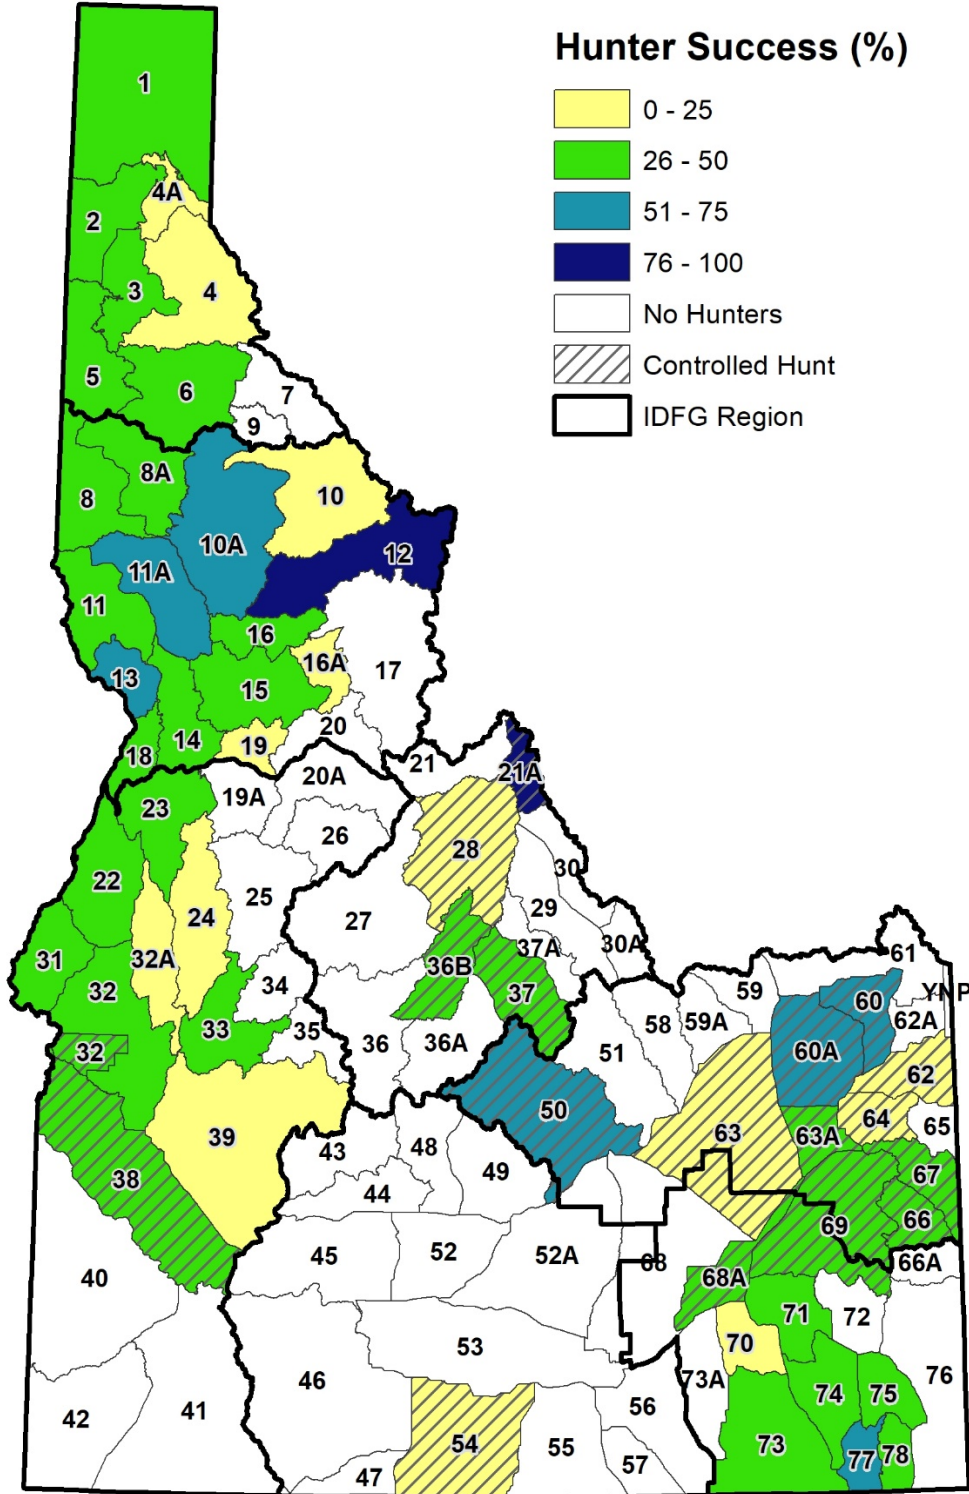 Hunter Success (%)
0 - 25
26 - 50
51 - 75
76 - 100
No Hunters
Controlled Hunt
IDFG Region
1
4A
2
3
4
5
6
7
9
8A
8
10
10A
12
11A
11
16
16A
17
13
15
20
14
18
19
21
21A
20A
19A
23
26
28
22
25
30
24
27
29
31
32A
37A
30A
36B
61
32
34
37
59
60
YNP
33
35
58
59A
62A
36
36A
51
60A
32
62
50
39
63
63A
64
65
43
48
49
38
44
67
69
66
45
52
52A
68
66A
40
68A
71
72
70
53
46
73A
76
74
75
56
42
41
54
55
73
77
78
47
57